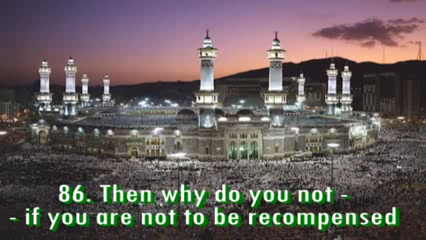 86. Then why do you not -
- if you are not to be recompensed